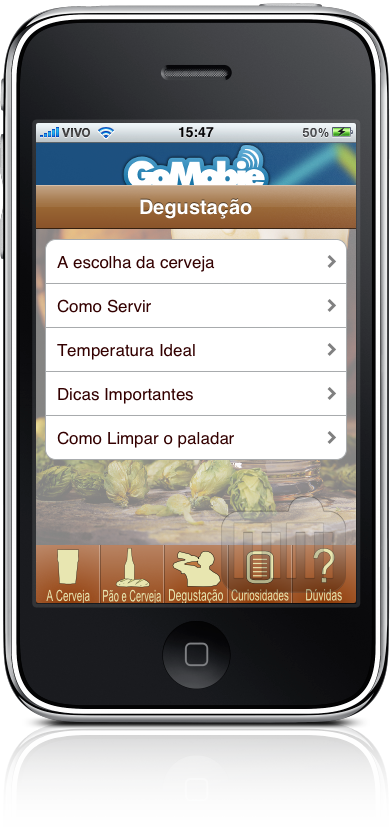 VIVO 15:47 50%
GoMobie
Degustação
A escolha da cerveja
Como Servir
Temperatura Ideal
Dicas Importantes
Como Limpar o paladar
A Cerveja Pão e Cerveja Degustação Curiosidades Dúvidas